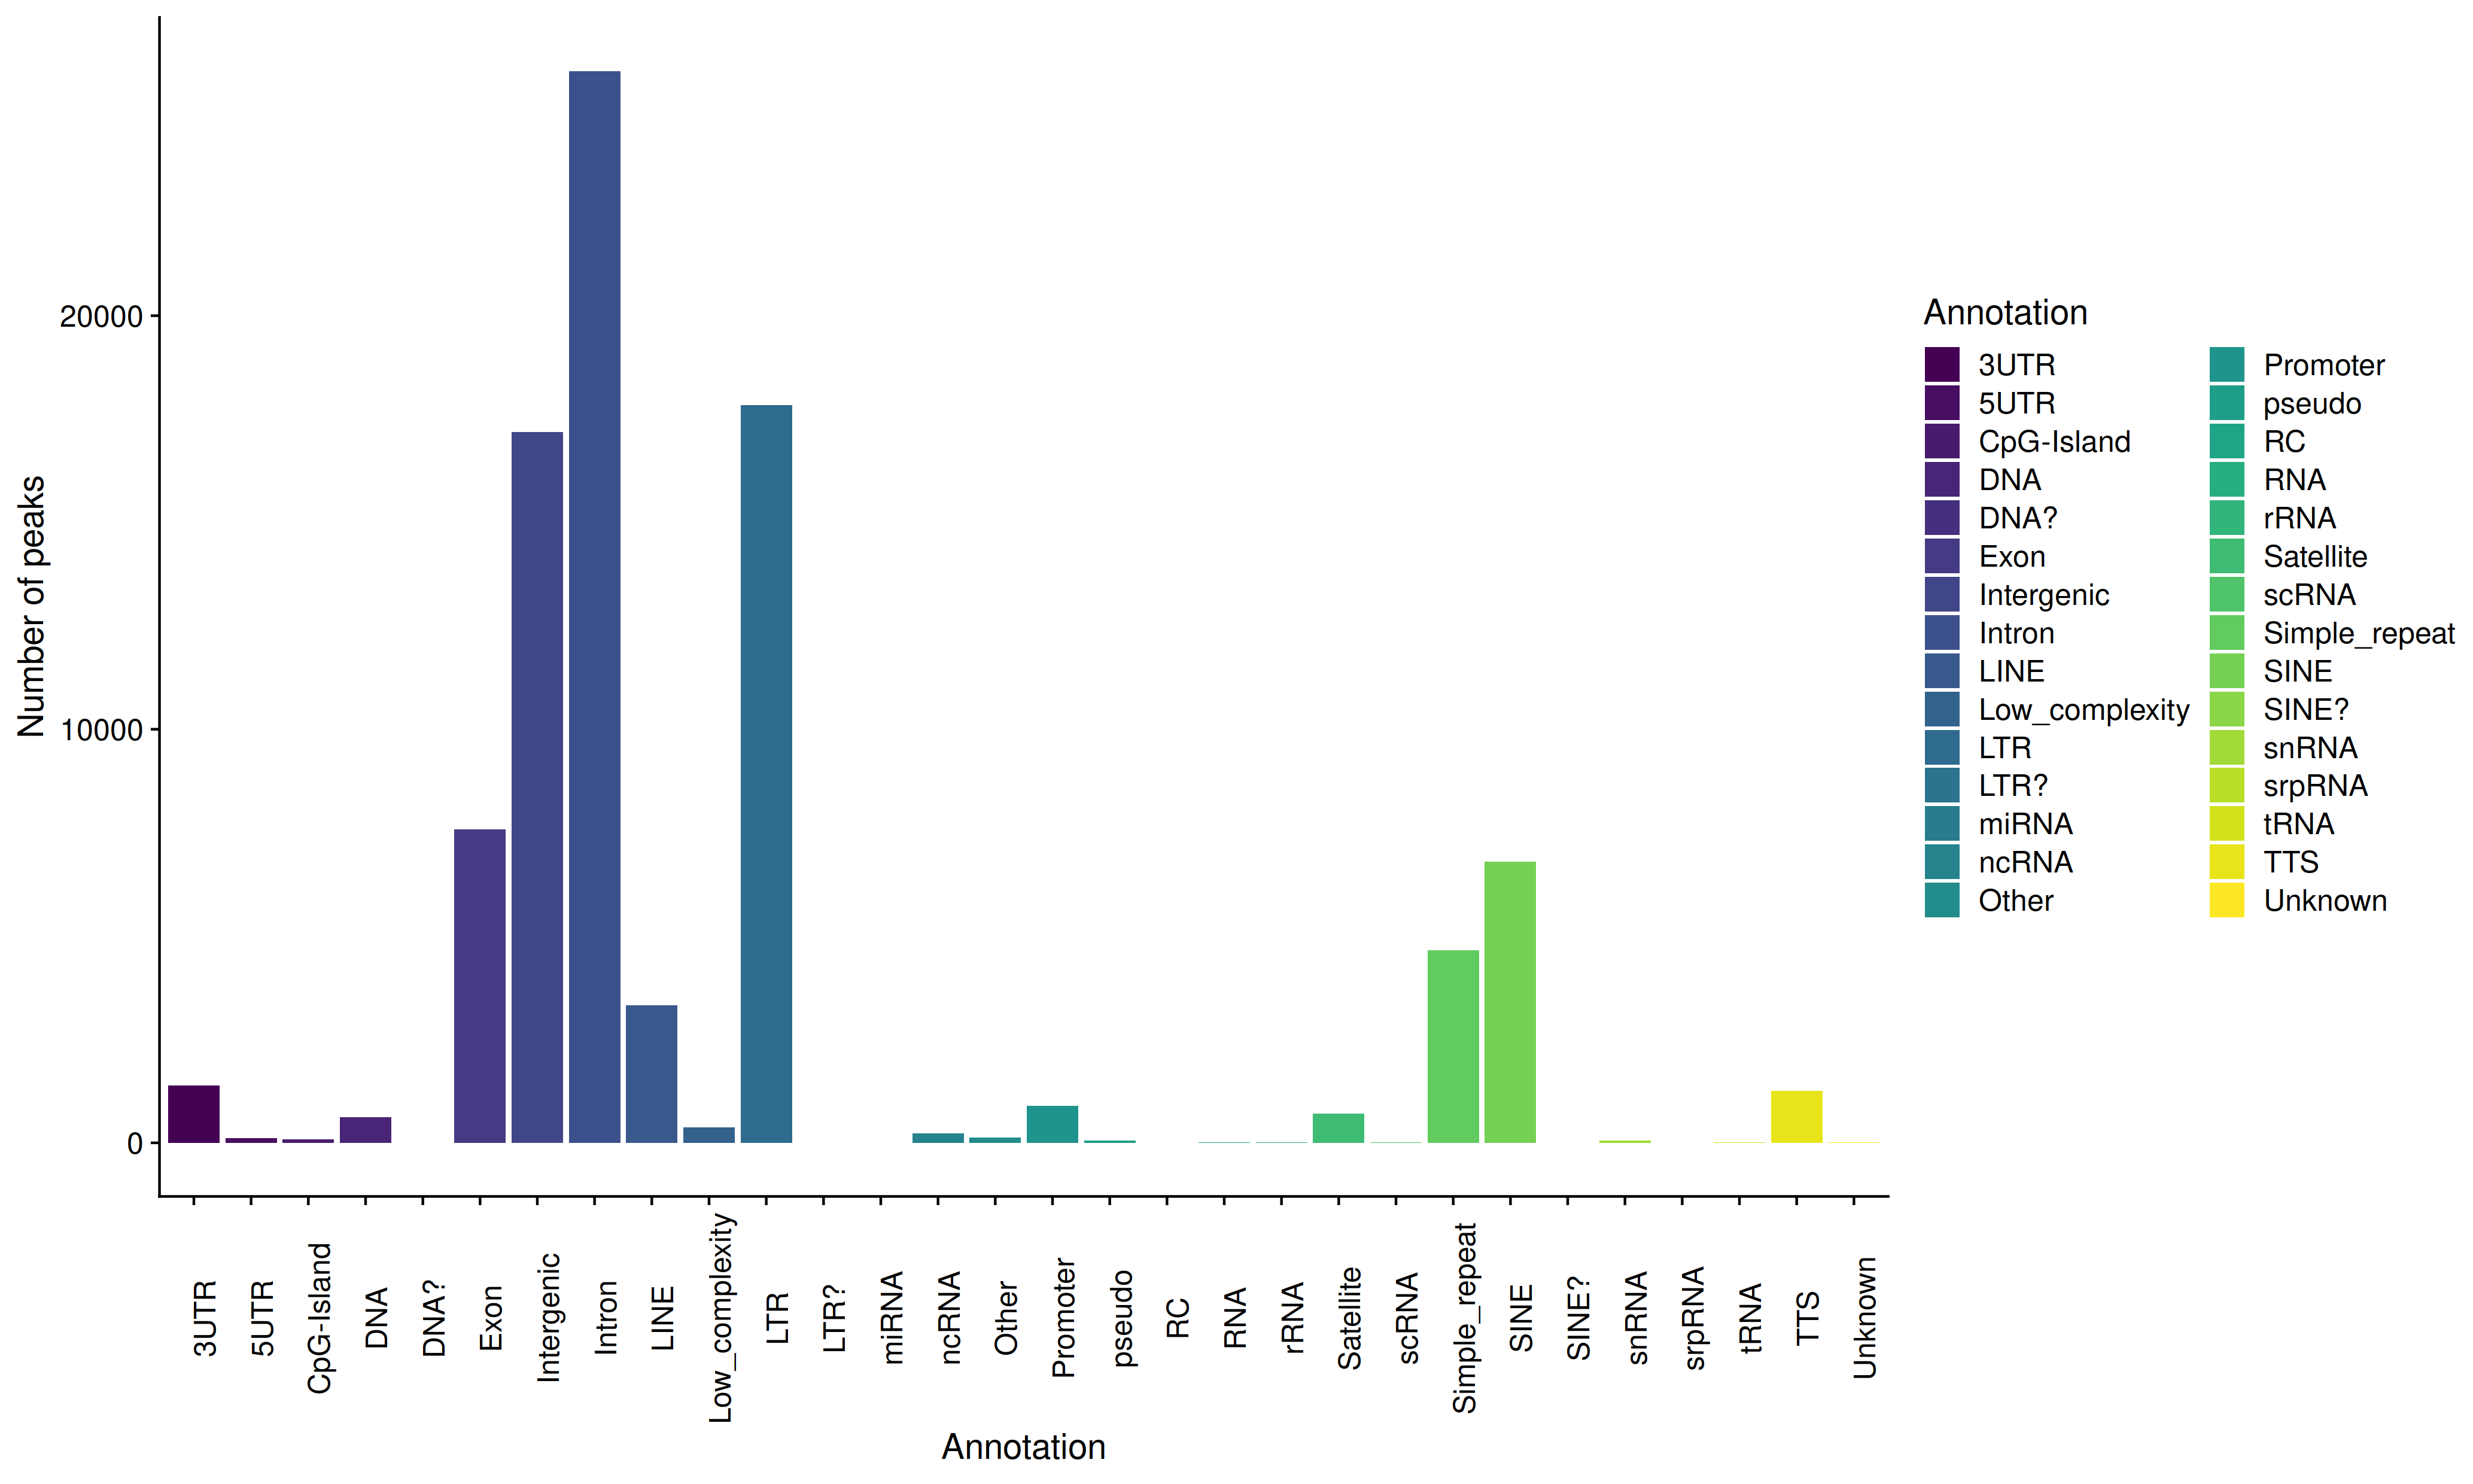 Number of peaks
20000
10000
0
3UTR
5UTR
CpG-Island
DNA
DNA?
Exon
Intergenic
Intron
LINE
Low_complexity
LTR
LTR?
miRNA
ncRNA
Other
Promoter
pseudo
RC
RNA
rRNA
Satellite
scRNA
Simple_repeat
SINE
SINE?
snRNA
srpRNA
tRNA
TTS
Unknown
Annotation
Annotation
3UTR
5UTR
CpG-Island
DNA
DNA?
Exon
Intergenic
Intron
LINE
Low_complexity
LTR
LTR?
miRNA
ncRNA
Other
Promoter
pseudo
RC
RNA
rRNA
Satellite
scRNA
Simple_repeat
SINE
SINE?
snRNA
srpRNA
tRNA
TTS
Unknown